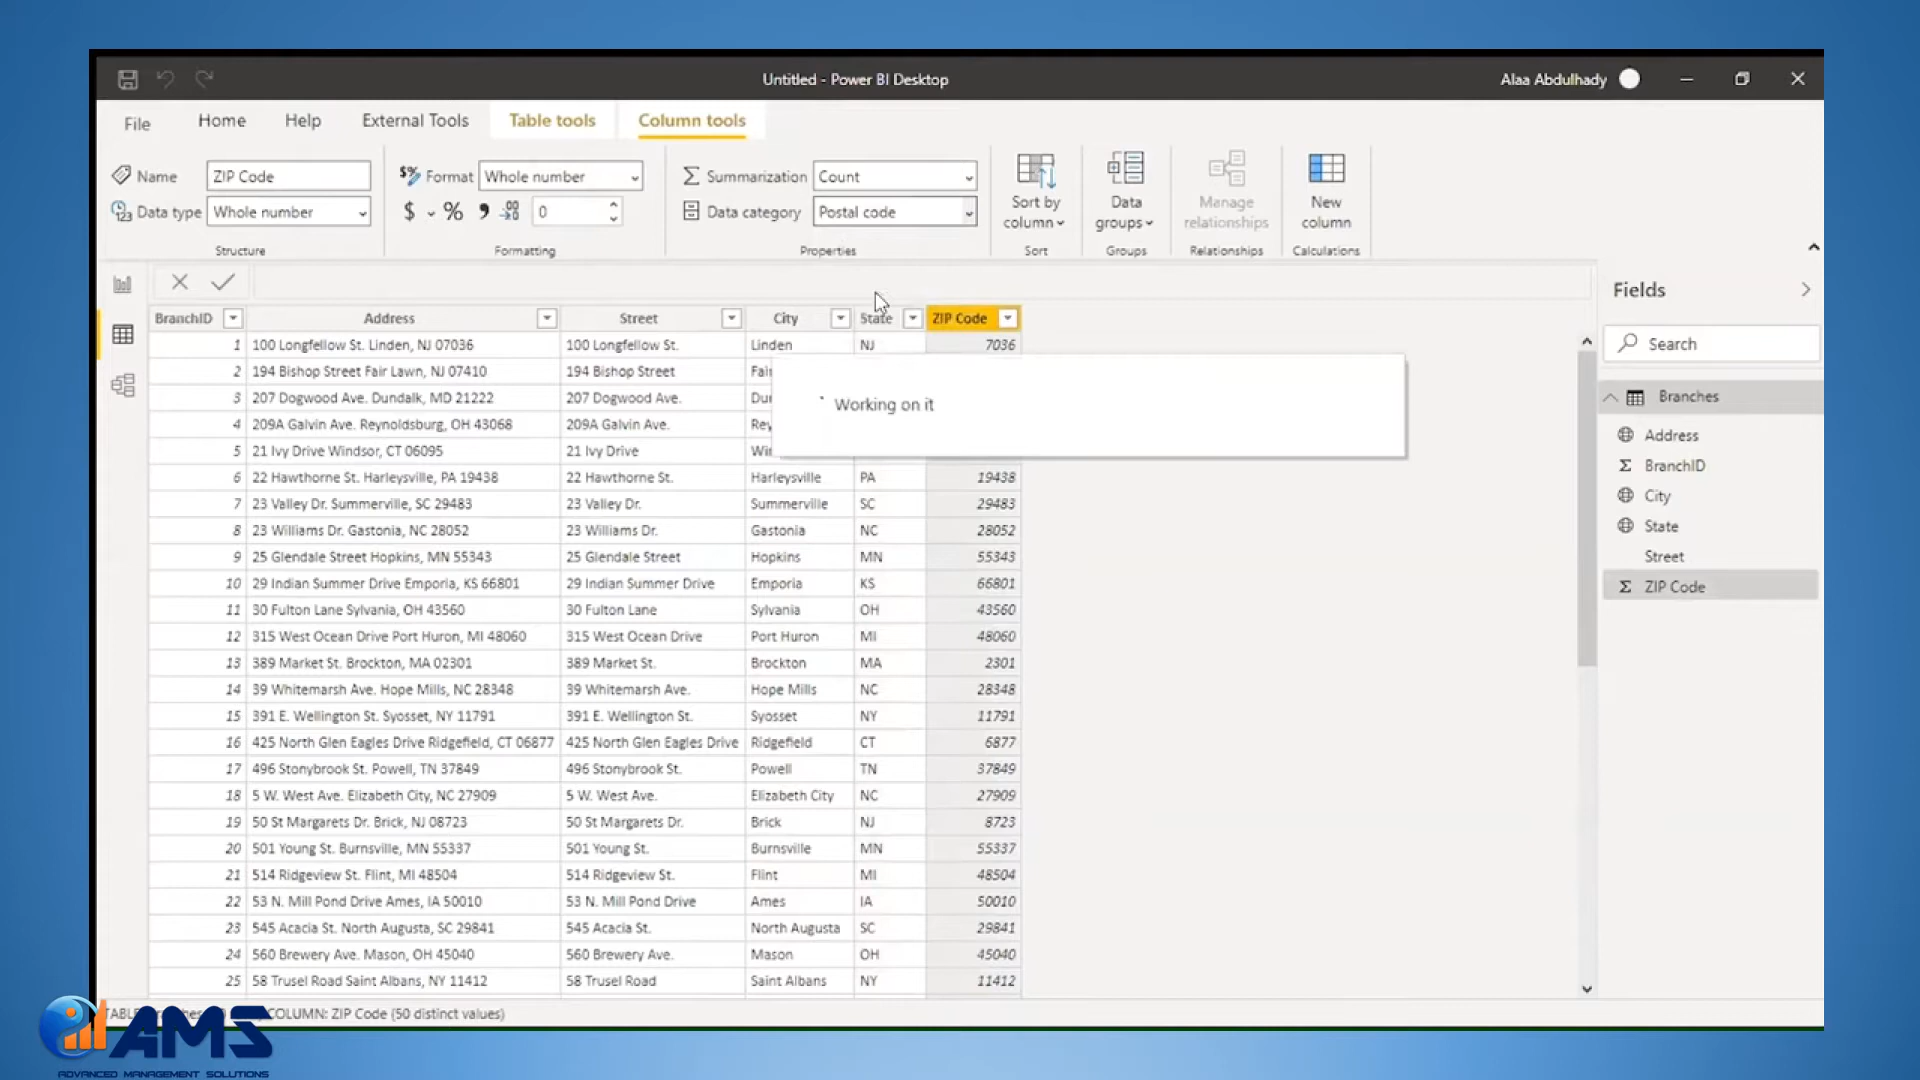 Untitled - Power BI Desktop
Alaa Abdulhady
File Home Help External Tools Table tools Column tools
Name ZIP Code
Data type Whole number
Structure
$% Format Whole number
$ % 9 .00 0
Formatting
Summarization Count
Data category Postal code
Properties
Sort by
column
Sort
Data
groups
Groups
Manage
relationships
Relationships
New
column
Calculations
BranchID Address Street City State ZIP Code
1 100 Longfellow St. Linden, NJ 07036 100 Longfellow St. Linden NJ 7036
2 194 Bishop Street Fair Lawn, NJ 07410 194 Bishop Street Fair
3 207 Dogwood Ave. Dundalk, MD 21222 207 Dogwood Ave. Dun
4 209A Galvin Ave. Reynoldsburg, OH 43068 209A Galvin Ave. Rey
5 21 Ivy Drive Windsor, CT 06095 21 Ivy Drive Win
Working on it
6 22 Hawthorne St. Harleysville, PA 19438 22 Hawthorne St. Harleysville PA 19438
7 23 Valley Dr. Summerville, SC 29483 23 Valley Dr. Summerville SC 29483
8 23 Williams Dr. Gastonia, NC 28052 23 Williams Dr. Gastonia NC 28052
9 25 Glendale Street Hopkins, MN 55343 25 Glendale Street Hopkins MN 55343
10 29 Indian Summer Drive Emporia, KS 66801 29 Indian Summer Drive Emporia KS 66801
11 30 Fulton Lane Sylvania, OH 43560 30 Fulton Lane Sylvania OH 43560
12 315 West Ocean Drive Port Huron, MI 48060 315 West Ocean Drive Port Huron MI 48060
13 389 Market St. Brockton, MA 02301 389 Market St. Brockton MA 2301
14 39 Whitemarsh Ave. Hope Mills, NC 28348 39 Whitemarsh Ave. Hope Mills NC 28348
15 391 E. Wellington St. Syosset, NY 11791 391 E. Wellington St. Syosset NY 11791
16 425 North Glen Eagles Drive Ridgefield, CT 06877 425 North Glen Eagles Drive Ridgefield CT 6877
17 496 Stonybrook St. Powell, TN 37849 496 Stonybrook St. Powell TN 37849
18 5 W. West Ave. Elizabeth City, NC 27909 5 W. West Ave. Elizabeth City NC 27909
19 50 St Margarets Dr. Brick, NJ 08723 50 St Margarets Dr. Brick NJ 8723
20 501 Young St. Burnsville, MN 55337 501 Young St. Burnsville MN 55337
21 514 Ridgeview St. Flint, MI 48504 514 Ridgeview St. Flint MI 48504
22 53 N. Mill Pond Drive Ames, IA 50010 53 N. Mill Pond Drive Ames IA 50010
23 545 Acacia St. North Augusta, SC 29841 545 Acacia St. North Augusta SC 29841
24 560 Brewery Ave. Mason, OH 45040 560 Brewery Ave. Mason OH 45040
25 58 Trusel Road Saint Albans, NY 11412 58 Trusel Road Saint Albans NY 11412
Fields
Search
Branches
Address
BranchID
City
State
Street
ZIP Code
COLUMN: ZIP Code (50 distinct values)
AMS
ADVANCED MANAGEMENT SOLUTIONS